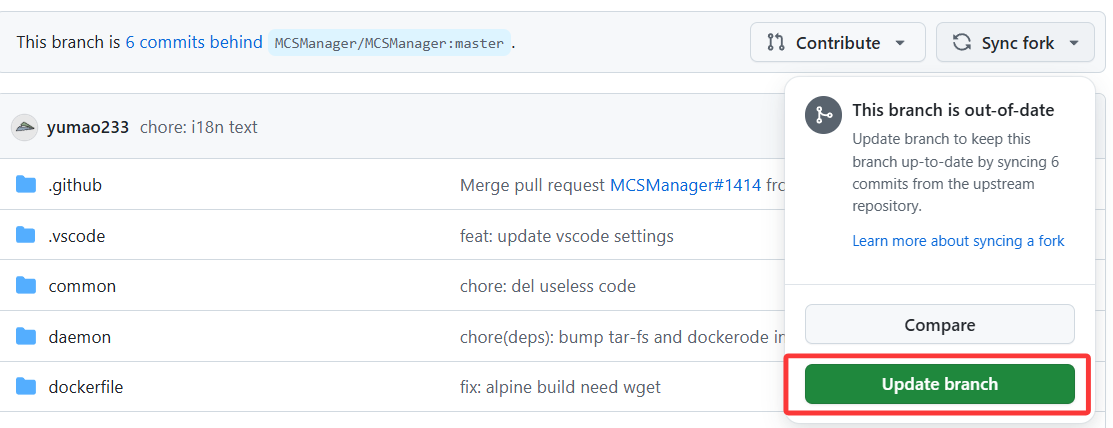 This branch is 6 commits behind MCSManager/MCSManager:master .
Contribute
Sync fork
This branch is out-of-date
Update branch to keep this
branch up-to-date by syncing 6
commits from the upstream
repository.
Learn more about syncing a fork
Compare
Update branch
yumao233 chore: i18n text
.github Merge pull request MCSManager#1414 fro
.vscode feat: update vscode settings
common chore: del useless code
daemon chore(deps): bump tar-fs and dockerode in
dockerfile fix: alpine build need wget